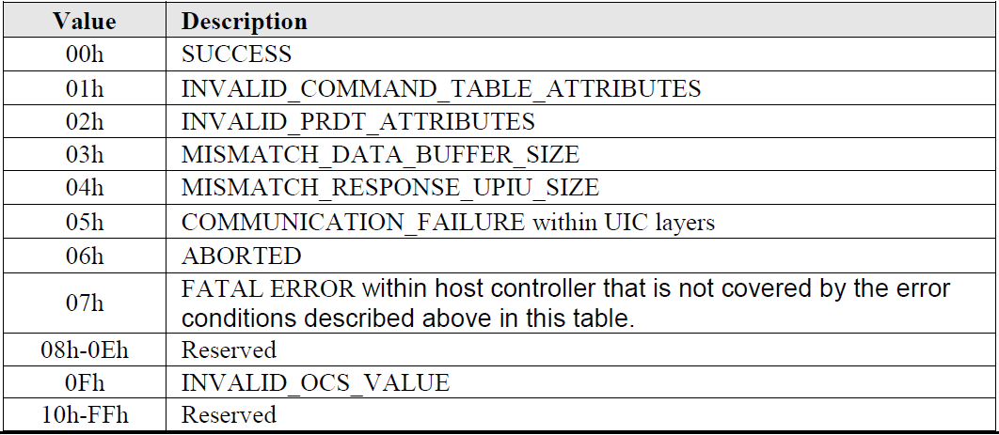 Value Description
00h SUCCESS
01h INVALID_COMMAND_TABLE_ATTRIBUTES
02h INVALID_PRDT_ATTRIBUTES
03h MISMATCH_DATA_BUFFER_SIZE
04h MISMATCH_RESPONSE_UPIU_SIZE
05h COMMUNICATION_FAILURE within UIC layers
06h ABORTED
07h FATAL ERROR within host controller that is not covered by the error
conditions described above in this table.
08h-0Eh Reserved
0Fh INVALID_OCS_VALUE
10h-FFh Reserved